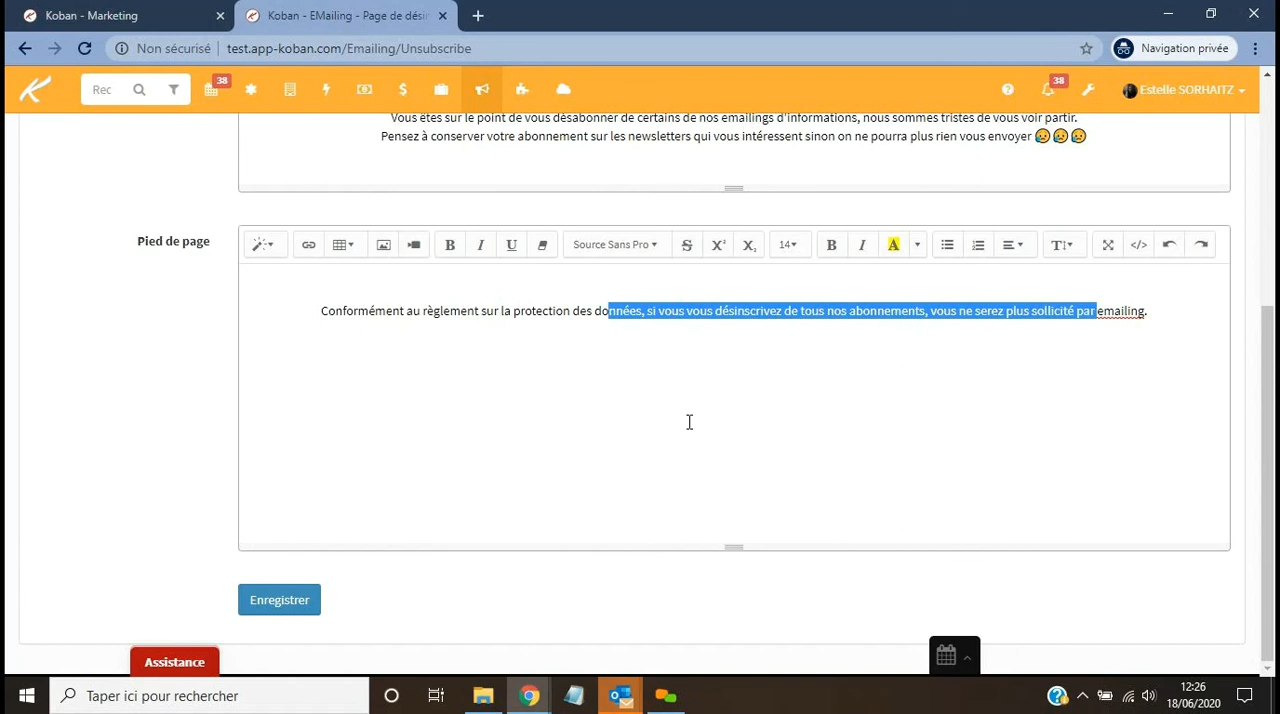 Koban - Marketing
Koban - EMailing - Page de désin
Non sécurisé
test.app-koban.com/Emailing/Unsubscribe
Navigation privée
Rec
38
38
Estelle SORHAITZ
Vous êtes sur le point de vous désabonner de certains de nos emailings d'informations, nous sommes tristes de vous voir partir.
Pensez à conserver votre abonnement sur les newsletters qui vous intéressent sinon on ne pourra plus rien vous envoyer 😥😥😥
Pied de page
B I U Source Sans Pro S X² X₂ 14 B I A T </>
Conformément au règlement sur la protection des données, si vous vous désinscrivez de tous nos abonnements, vous ne serez plus sollicité par emailing.
Enregistrer
Assistance
Taper ici pour rechercher
12:26
18/06/2020